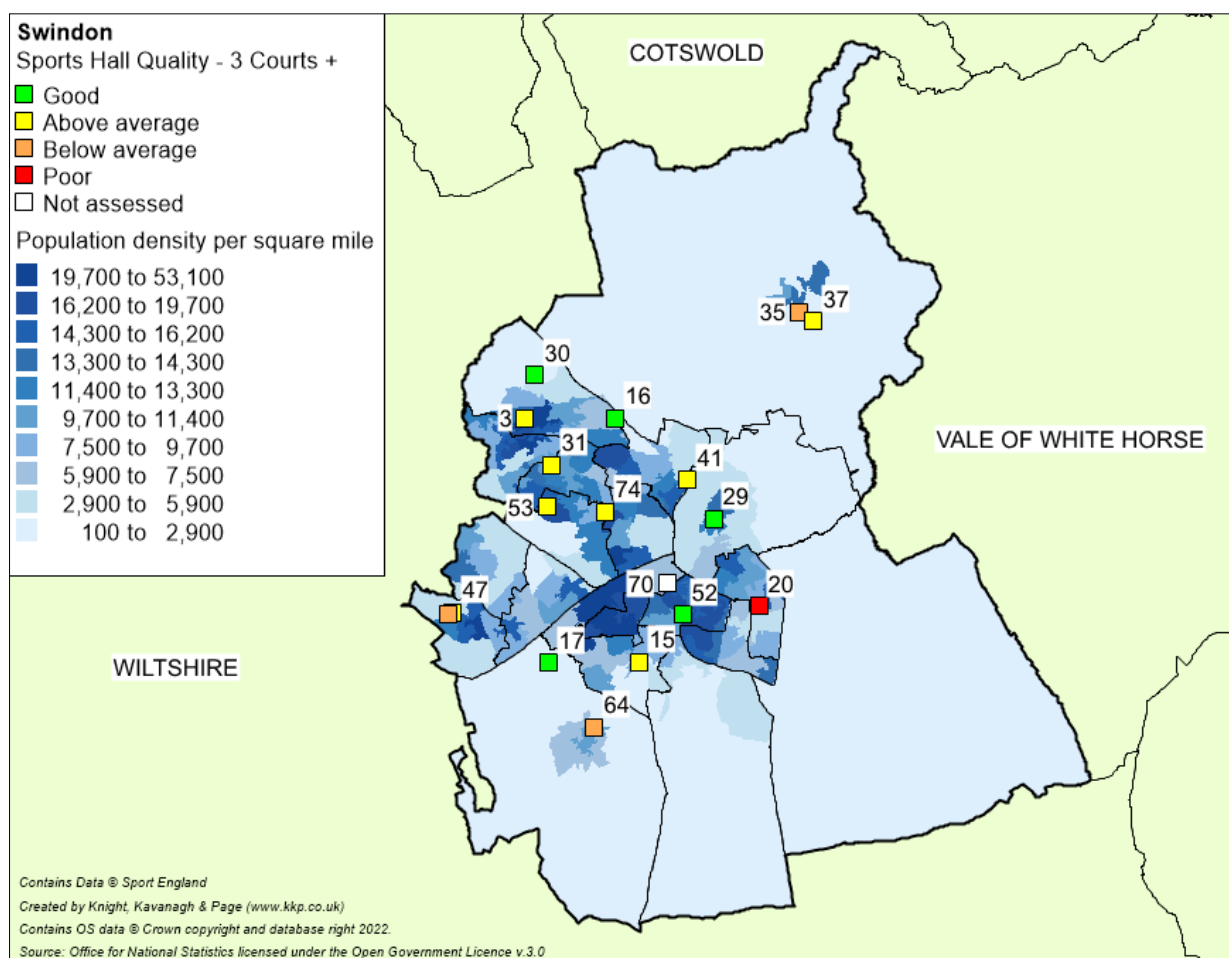 Swindon
Sports Hall Quality - 3 Courts +
Good
Above average
Below average
Poor
Not assessed
Population density per square mile
19,700 to 53,100
16,200 to 19,700
14,300 to 16,200
13,300 to 14,300
11,400 to 13,300
9,700 to 11,400
7,500 to 9,700
5,900 to 7,500
2,900 to 5,900
100 to 2,900
COTSWOLD
37
35
30
16
3
VALE OF WHITE HORSE
31
41
29
74
53
70
52
20
47
17
15
WILTSHIRE
64
Contains Data ® Sport England
Created by Knight, Kavanagh & Page (www.kkp.co.uk)
Contains OS data ® Crown copyright and database right 2022.
Source: Office for National Statistics licensed under the Open Government Licence v.3.0